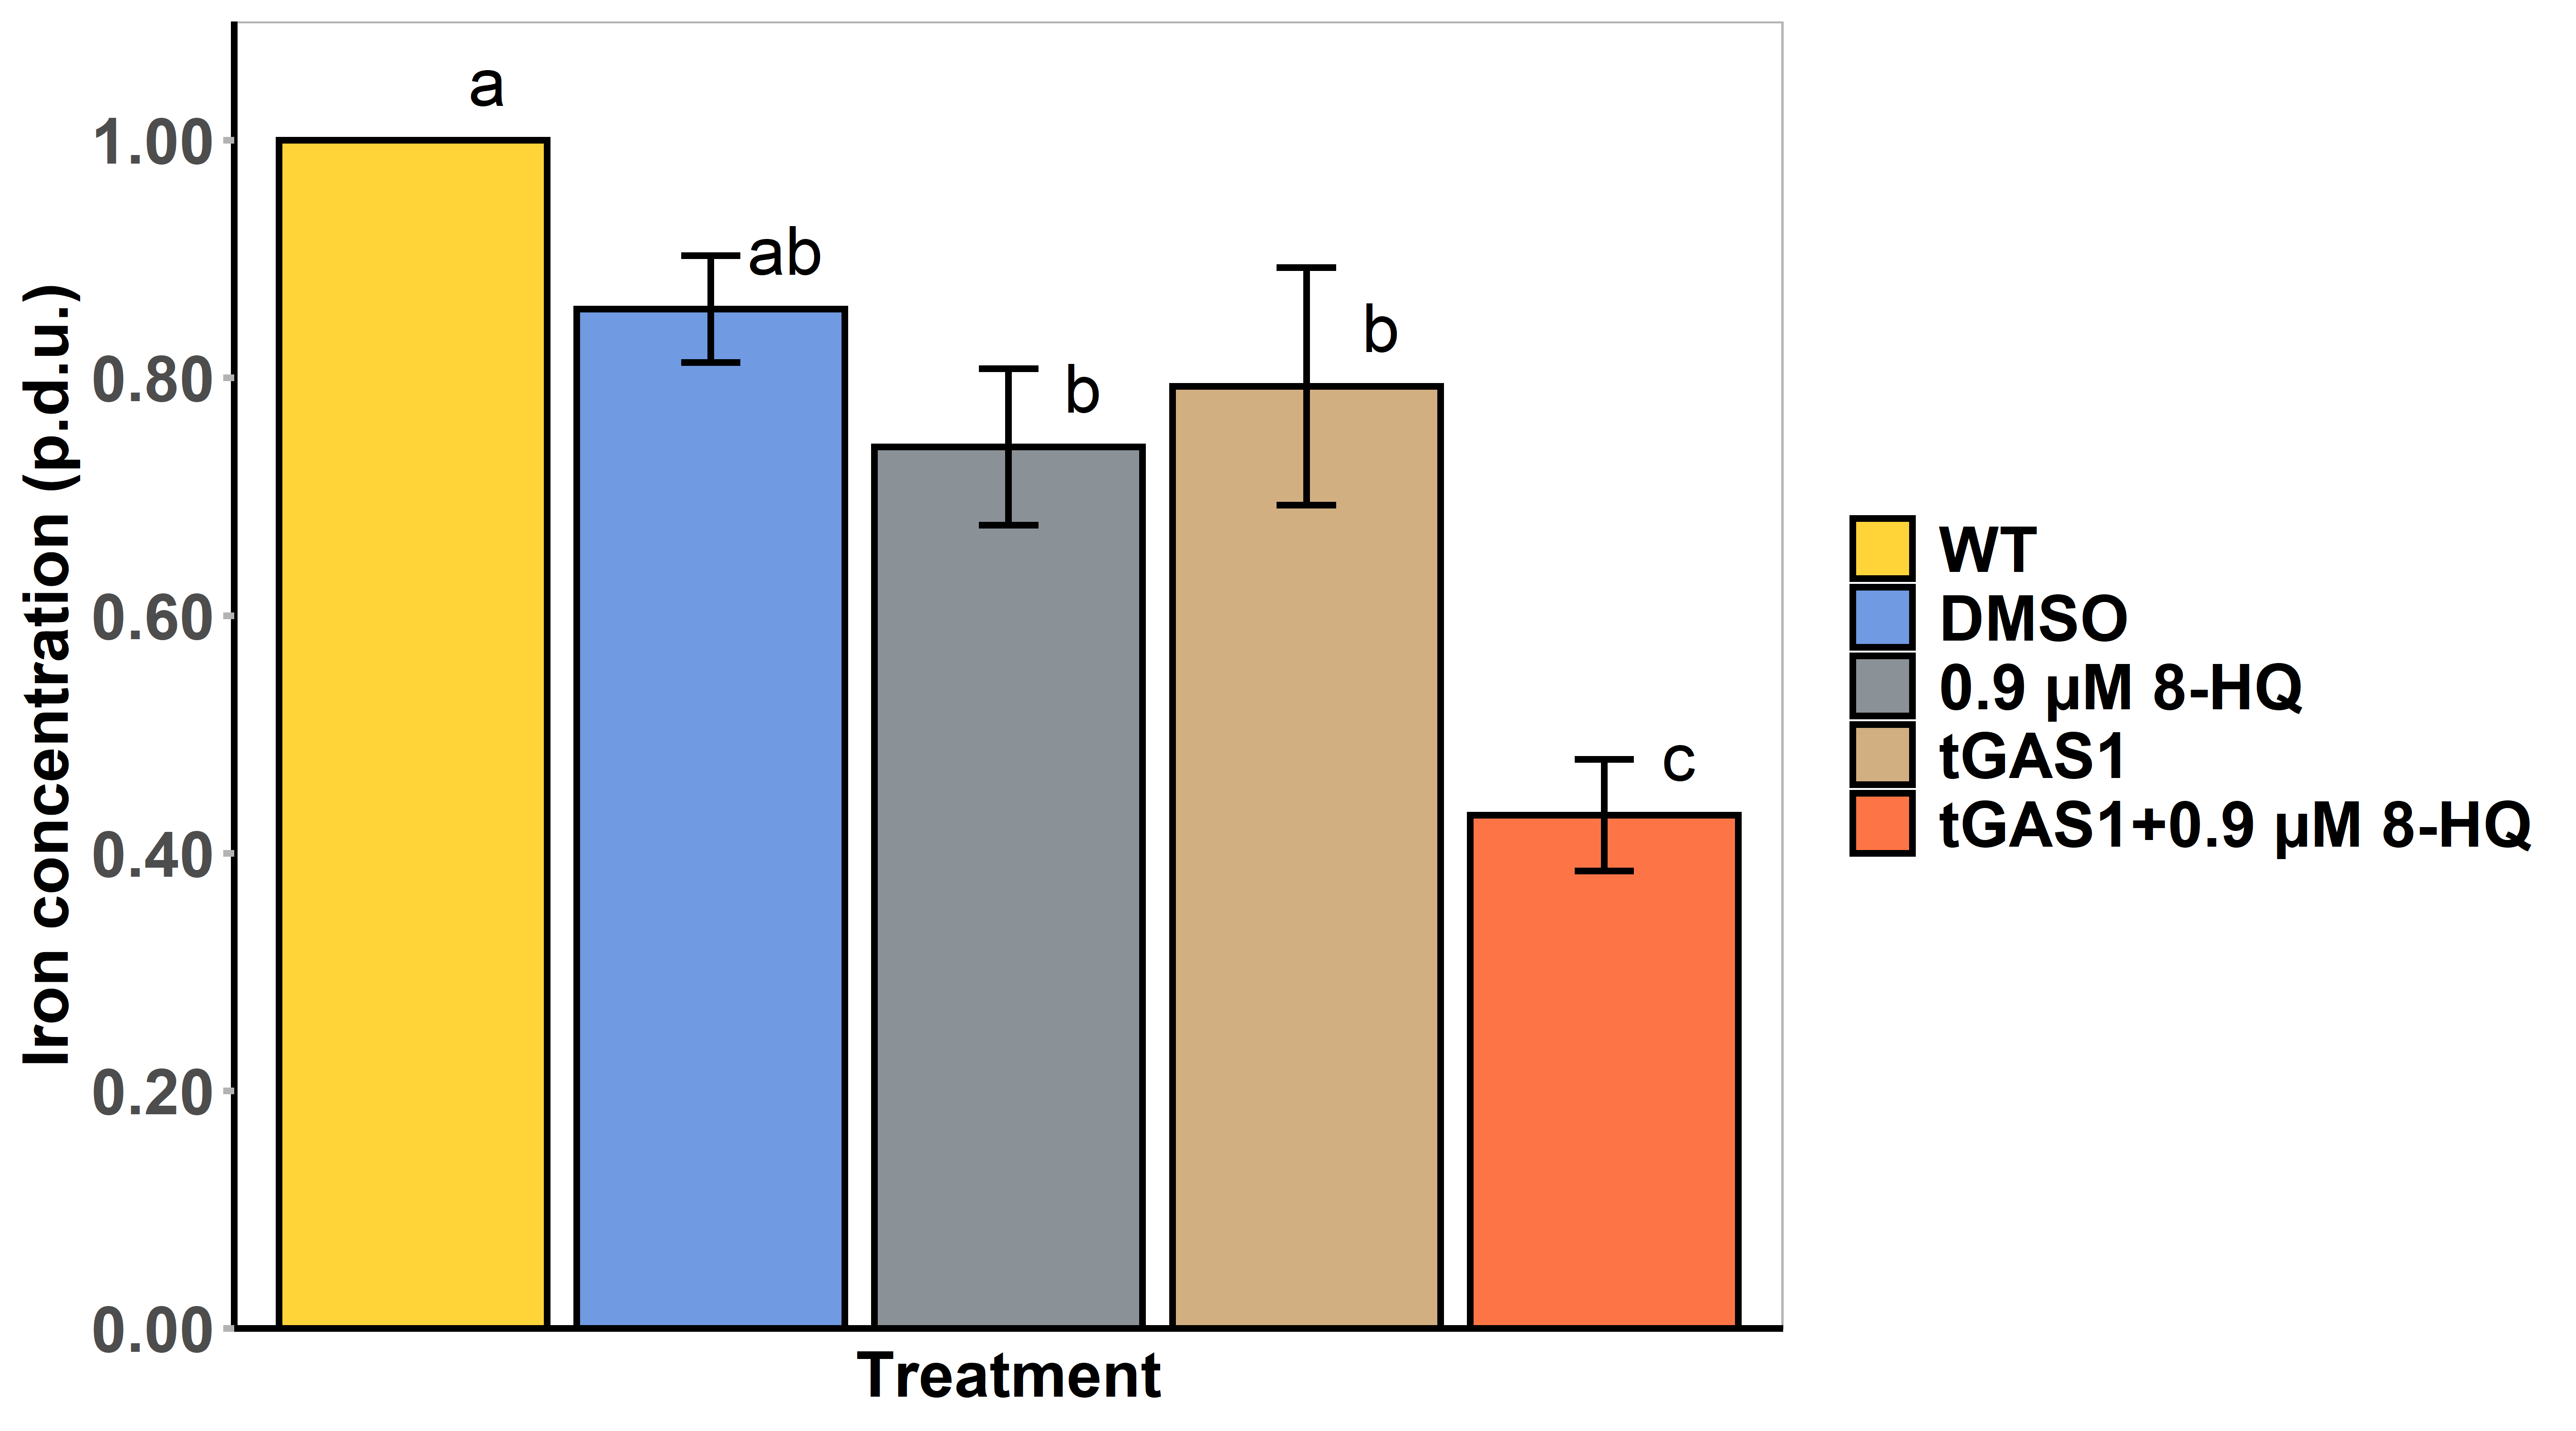 Iron concentration (p.d.u.)
1.00
0.80
0.60
0.40
0.20
0.00
a
ab
b
b
c
Treatment
WT
DMSO
0.9 µM 8-HQ
tGAS1
tGAS1+0.9 µM 8-HQ